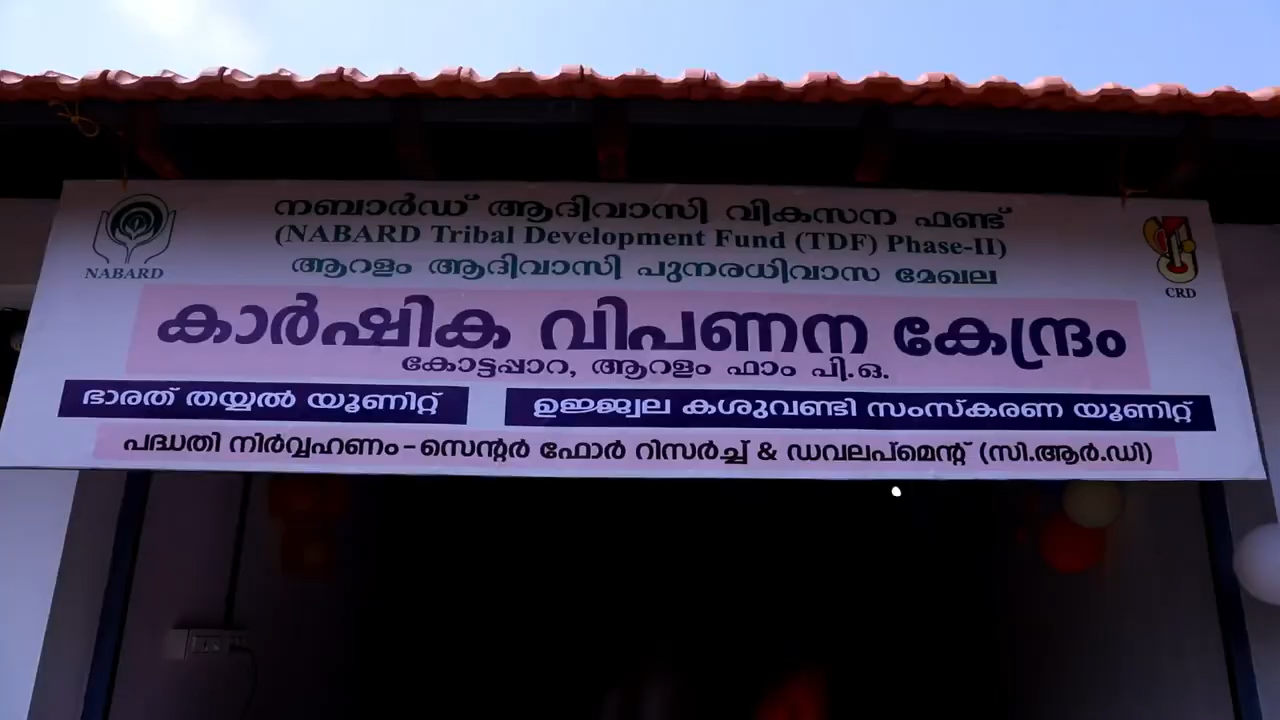 നബാർഡ് ആദിവാസി വികസന ഫണ്ട്
(NABARD Tribal Development Fund (TDF) Phase-II)
ആറളം ആദിവാസി പുനരധിവാസ മേഖല
NABARD
CRD
കാർഷിക വിപണന കേന്ദ്രം
കോട്ടപ്പാറ, ആറളം ഫാം പി.ഒ.
ഭാരത് തയ്യൽ യൂണിറ്റ്
ഉജ്ജ്വല കശുവണ്ടി സംസ്കരണ യൂണിറ്റ്
പദ്ധതി നിർവ്വഹണം - സെന്റർ ഫോർ റിസർച്ച് & ഡവലപ്മെന്റ് (സി.ആർ.ഡി)